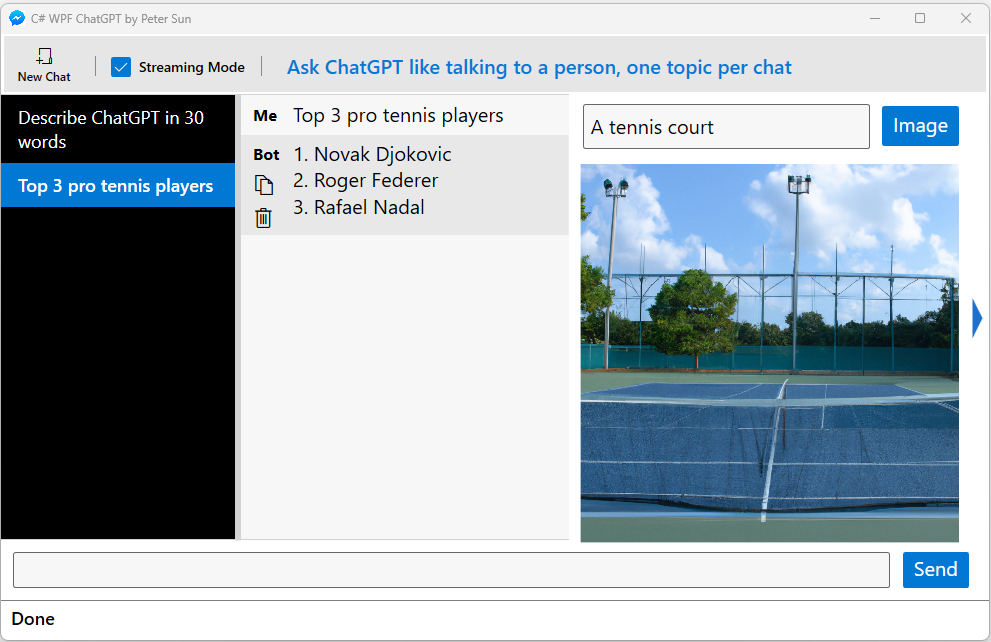 C# WPF ChatGPT by Peter Sun
New Chat
Streaming Mode
Ask ChatGPT like talking to a person, one topic per chat
Describe ChatGPT in 30
words
Top 3 pro tennis players
Me Top 3 pro tennis players
Bot 1. Novak Djokovic
2. Roger Federer
3. Rafael Nadal
A tennis court
Image
Send
Done